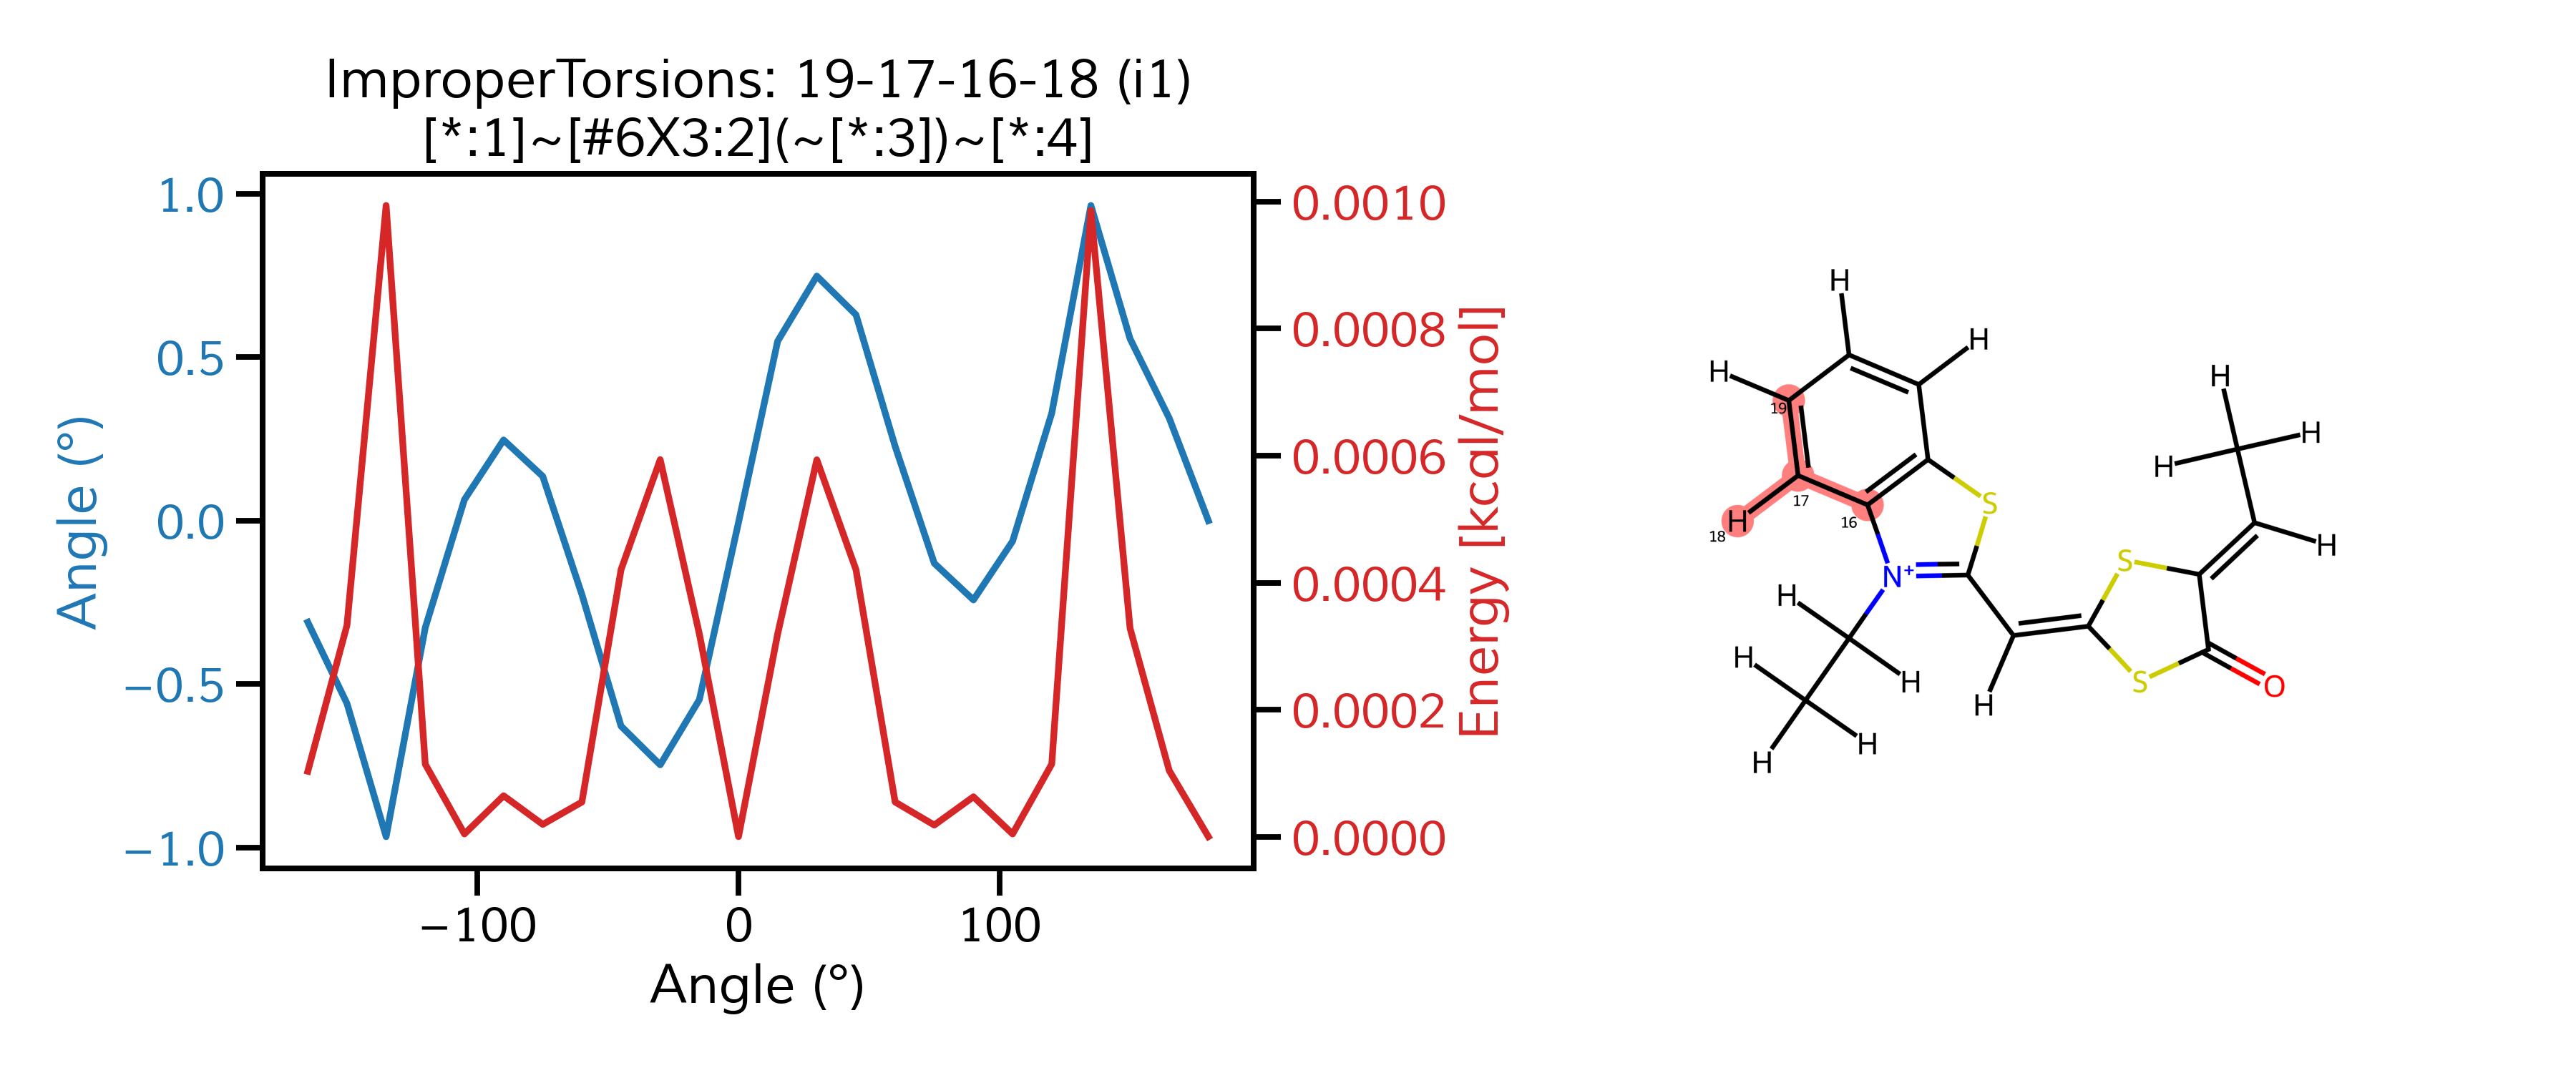 ImproperTorsions: 19-17-16-18 (i1)
[*:1]~[#6X3:2](~[*:3])~[*:4]
1.0
0.5
0.0
−0.5
−1.0
Angle (°)
−100
0
100
Angle (°)
0.0010
0.0008
0.0006
0.0004
0.0002
0.0000
Energy [kcal/mol]
H
H
H
H
H
H
H
19
17
16
18
H
S
N⁺
S
S
O
H
H
H
H
H
H
H